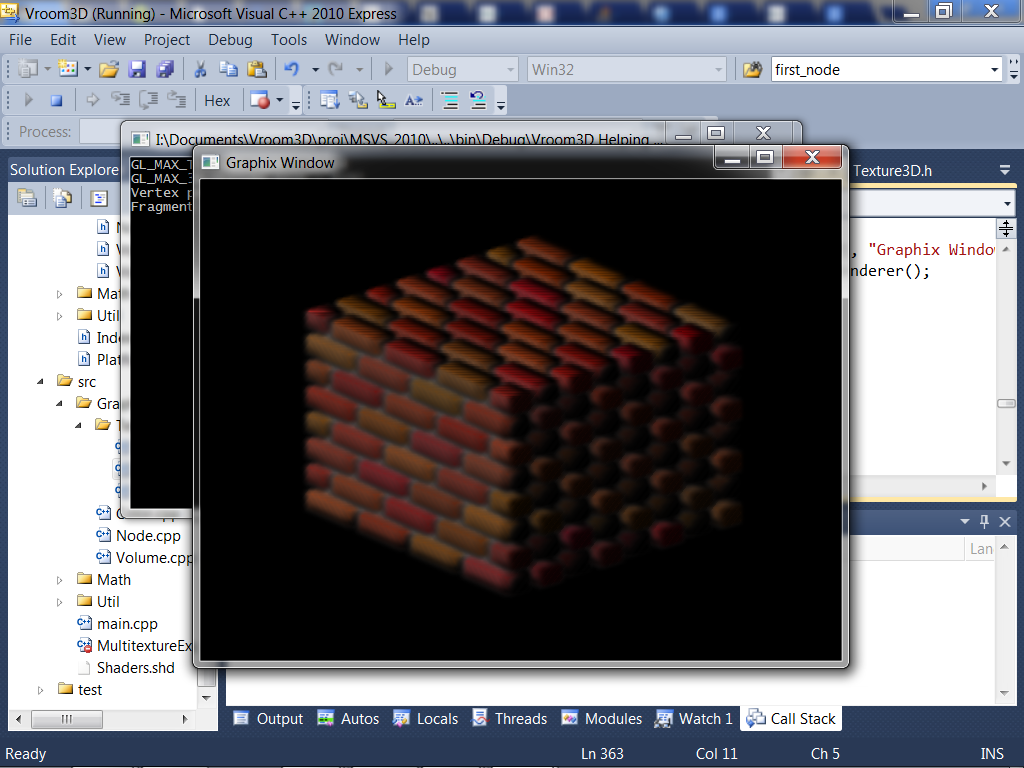 Vroom3D (Running) - Microsoft Visual C++ 2010 Express
File Edit View Project Debug Tools Window Help
Debug Win32 first_node
Hex
Process:
I:\Documents\Vroom3D\proj\MSVS_2010\..\..\bin\Debug\Vroom3D Helping ...
Solution Explore
Graphix Window
Texture3D.h
GL_MAX_
GL_MAX_
Vertex p
Fragment
, "Graphix Windo
nderer();
Mat
Util
Inde
Plat
src
Gra
Node.cpp
Lan
Volume.cpp
Math
Util
main.cpp
MultitextureEx
Shaders.shd
test
Output Autos Locals Threads Modules Watch 1 Call Stack
Ready Ln 363 Col 11 Ch 5 INS